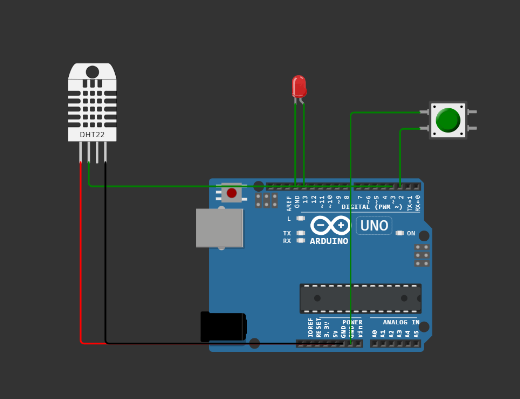 DHT22
AREF
GND
13
12
~11
~10
~9
8
7
~6
~5
4
~3
2
TX→1
RX←0
DIGITAL (PWM ~)
L
TX
RX
UNO
ON
ARDUINO
IOREF
RESET
3.3V
5V
GND
GND
Vin
POWER
ANALOG IN
A0
A1
A2
A3
A4
A5